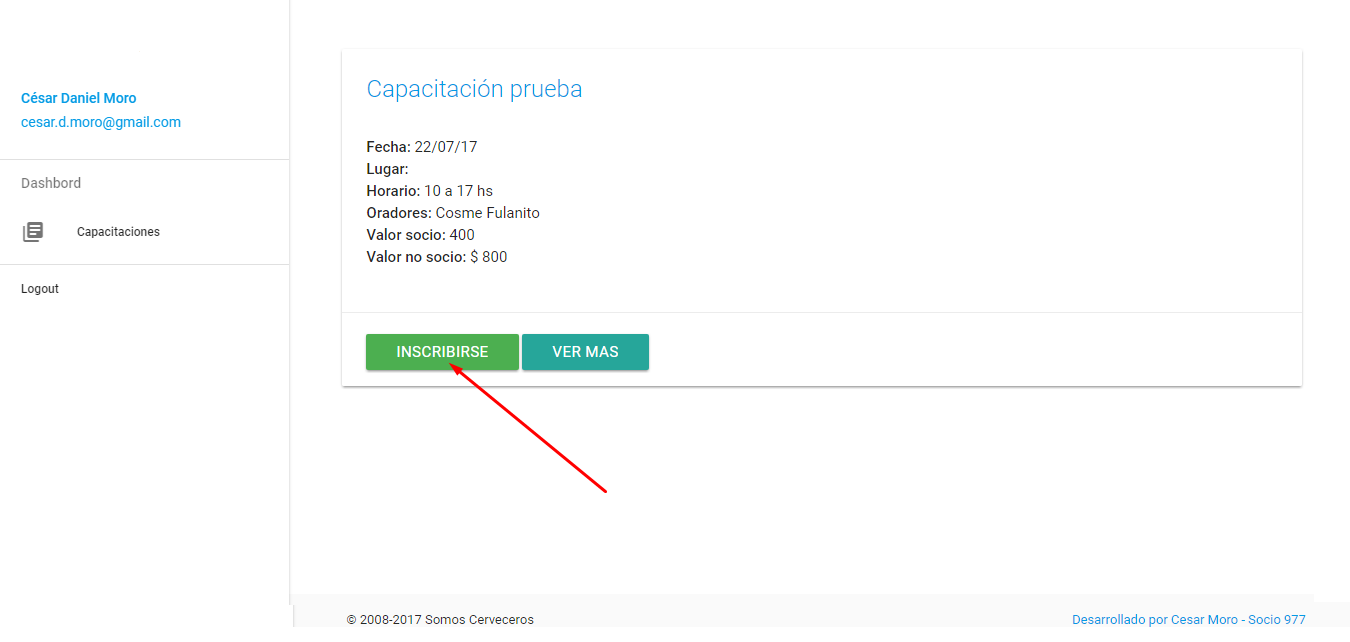 César Daniel Moro
cesar.d.moro@gmail.com
Dashbord
Capacitaciones
Logout
Capacitación prueba
Fecha: 22/07/17
Lugar:
Horario: 10 a 17 hs
Oradores: Cosme Fulanito
Valor socio: 400
Valor no socio: $ 800
INSCRIBIRSE VER MAS
© 2008-2017 Somos Cerveceros Desarrollado por Cesar Moro - Socio 977